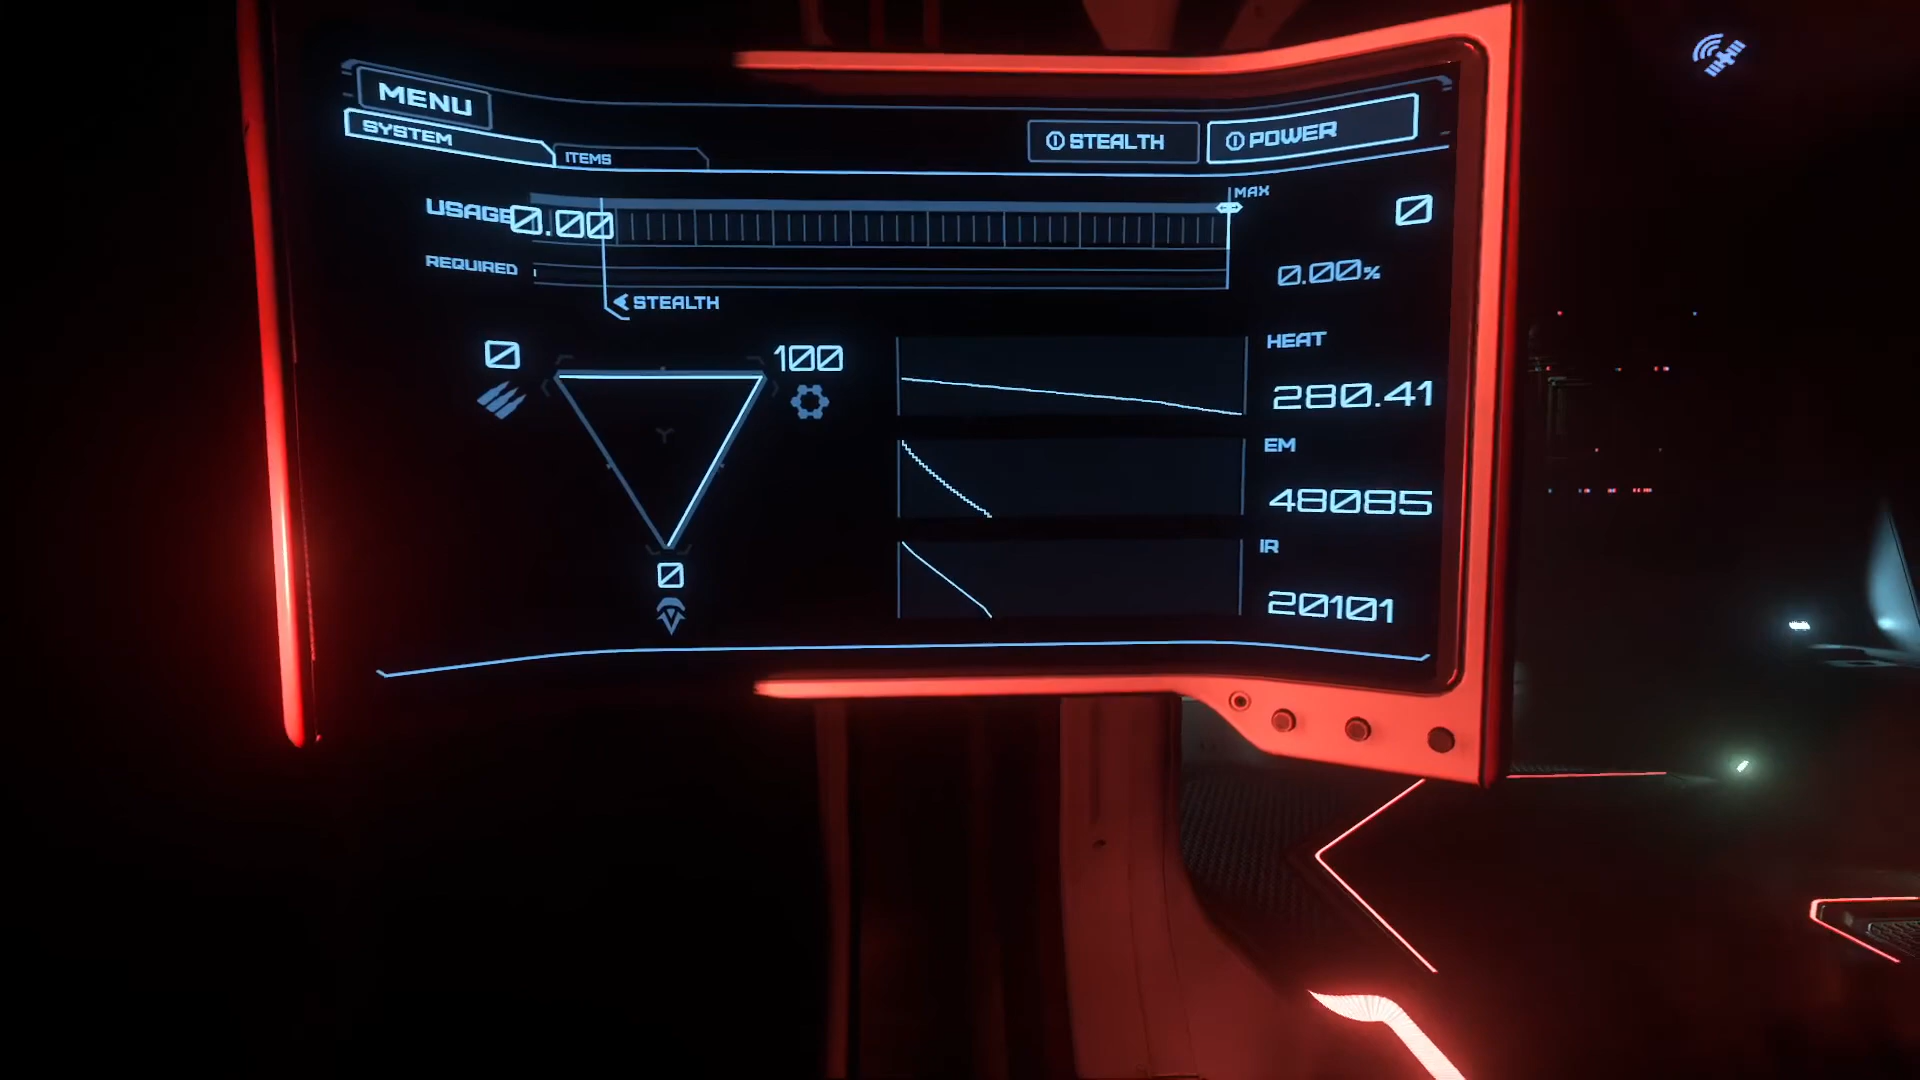 MENU
SYSTEM
ITEMS
STEALTH
POWER
MAX
USAGE
0.00
0
REQUIRED
0.00%
STEALTH
0
100
HEAT
280.41
EM
48085
IR
20101
0